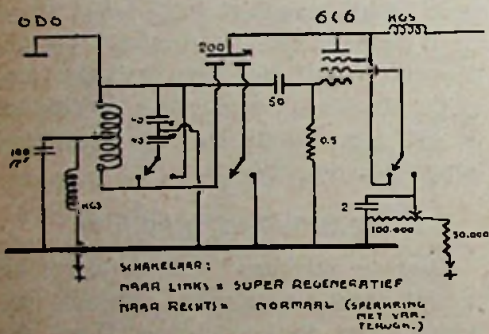 6D6
6C6
HGS
200
50
0.5
100
HGS
2
100.000
50.000
+
+
SCHAKELAAR:
NAAR LINKS = SUPER REGENERATIEF
NAAR RECHTS = NORMAAL (SPERKRING
MET VAR.
TERUGK.)